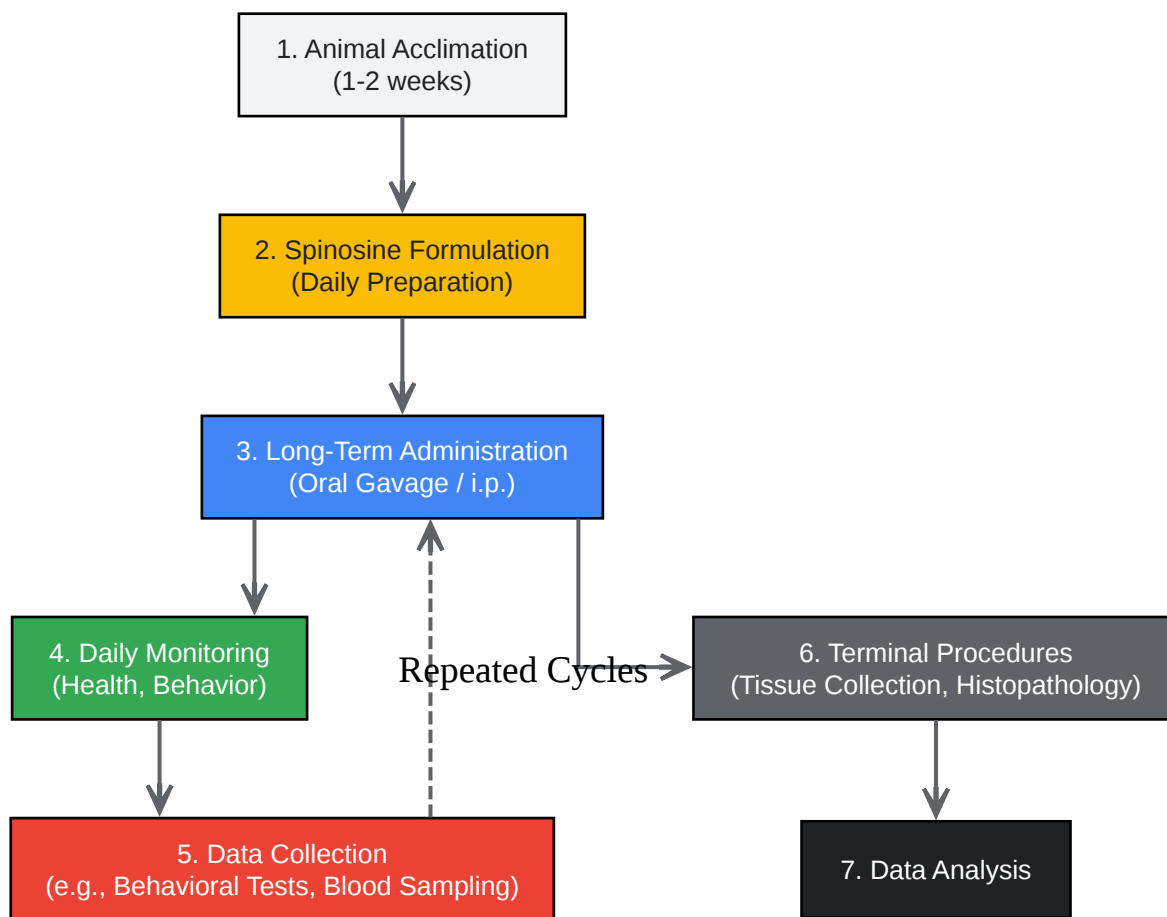 1. Animal Acclimation
(1-2 weeks)
2. Spinosine Formulation
(Daily Preparation)
3. Long-Term Administration
(Oral Gavage / i.p.)
4. Daily Monitoring
(Health, Behavior)
Repeated Cycles
6. Terminal Procedures
(Tissue Collection, Histopathology)
5. Data Collection
(e.g., Behavioral Tests, Blood Sampling)
7. Data Analysis